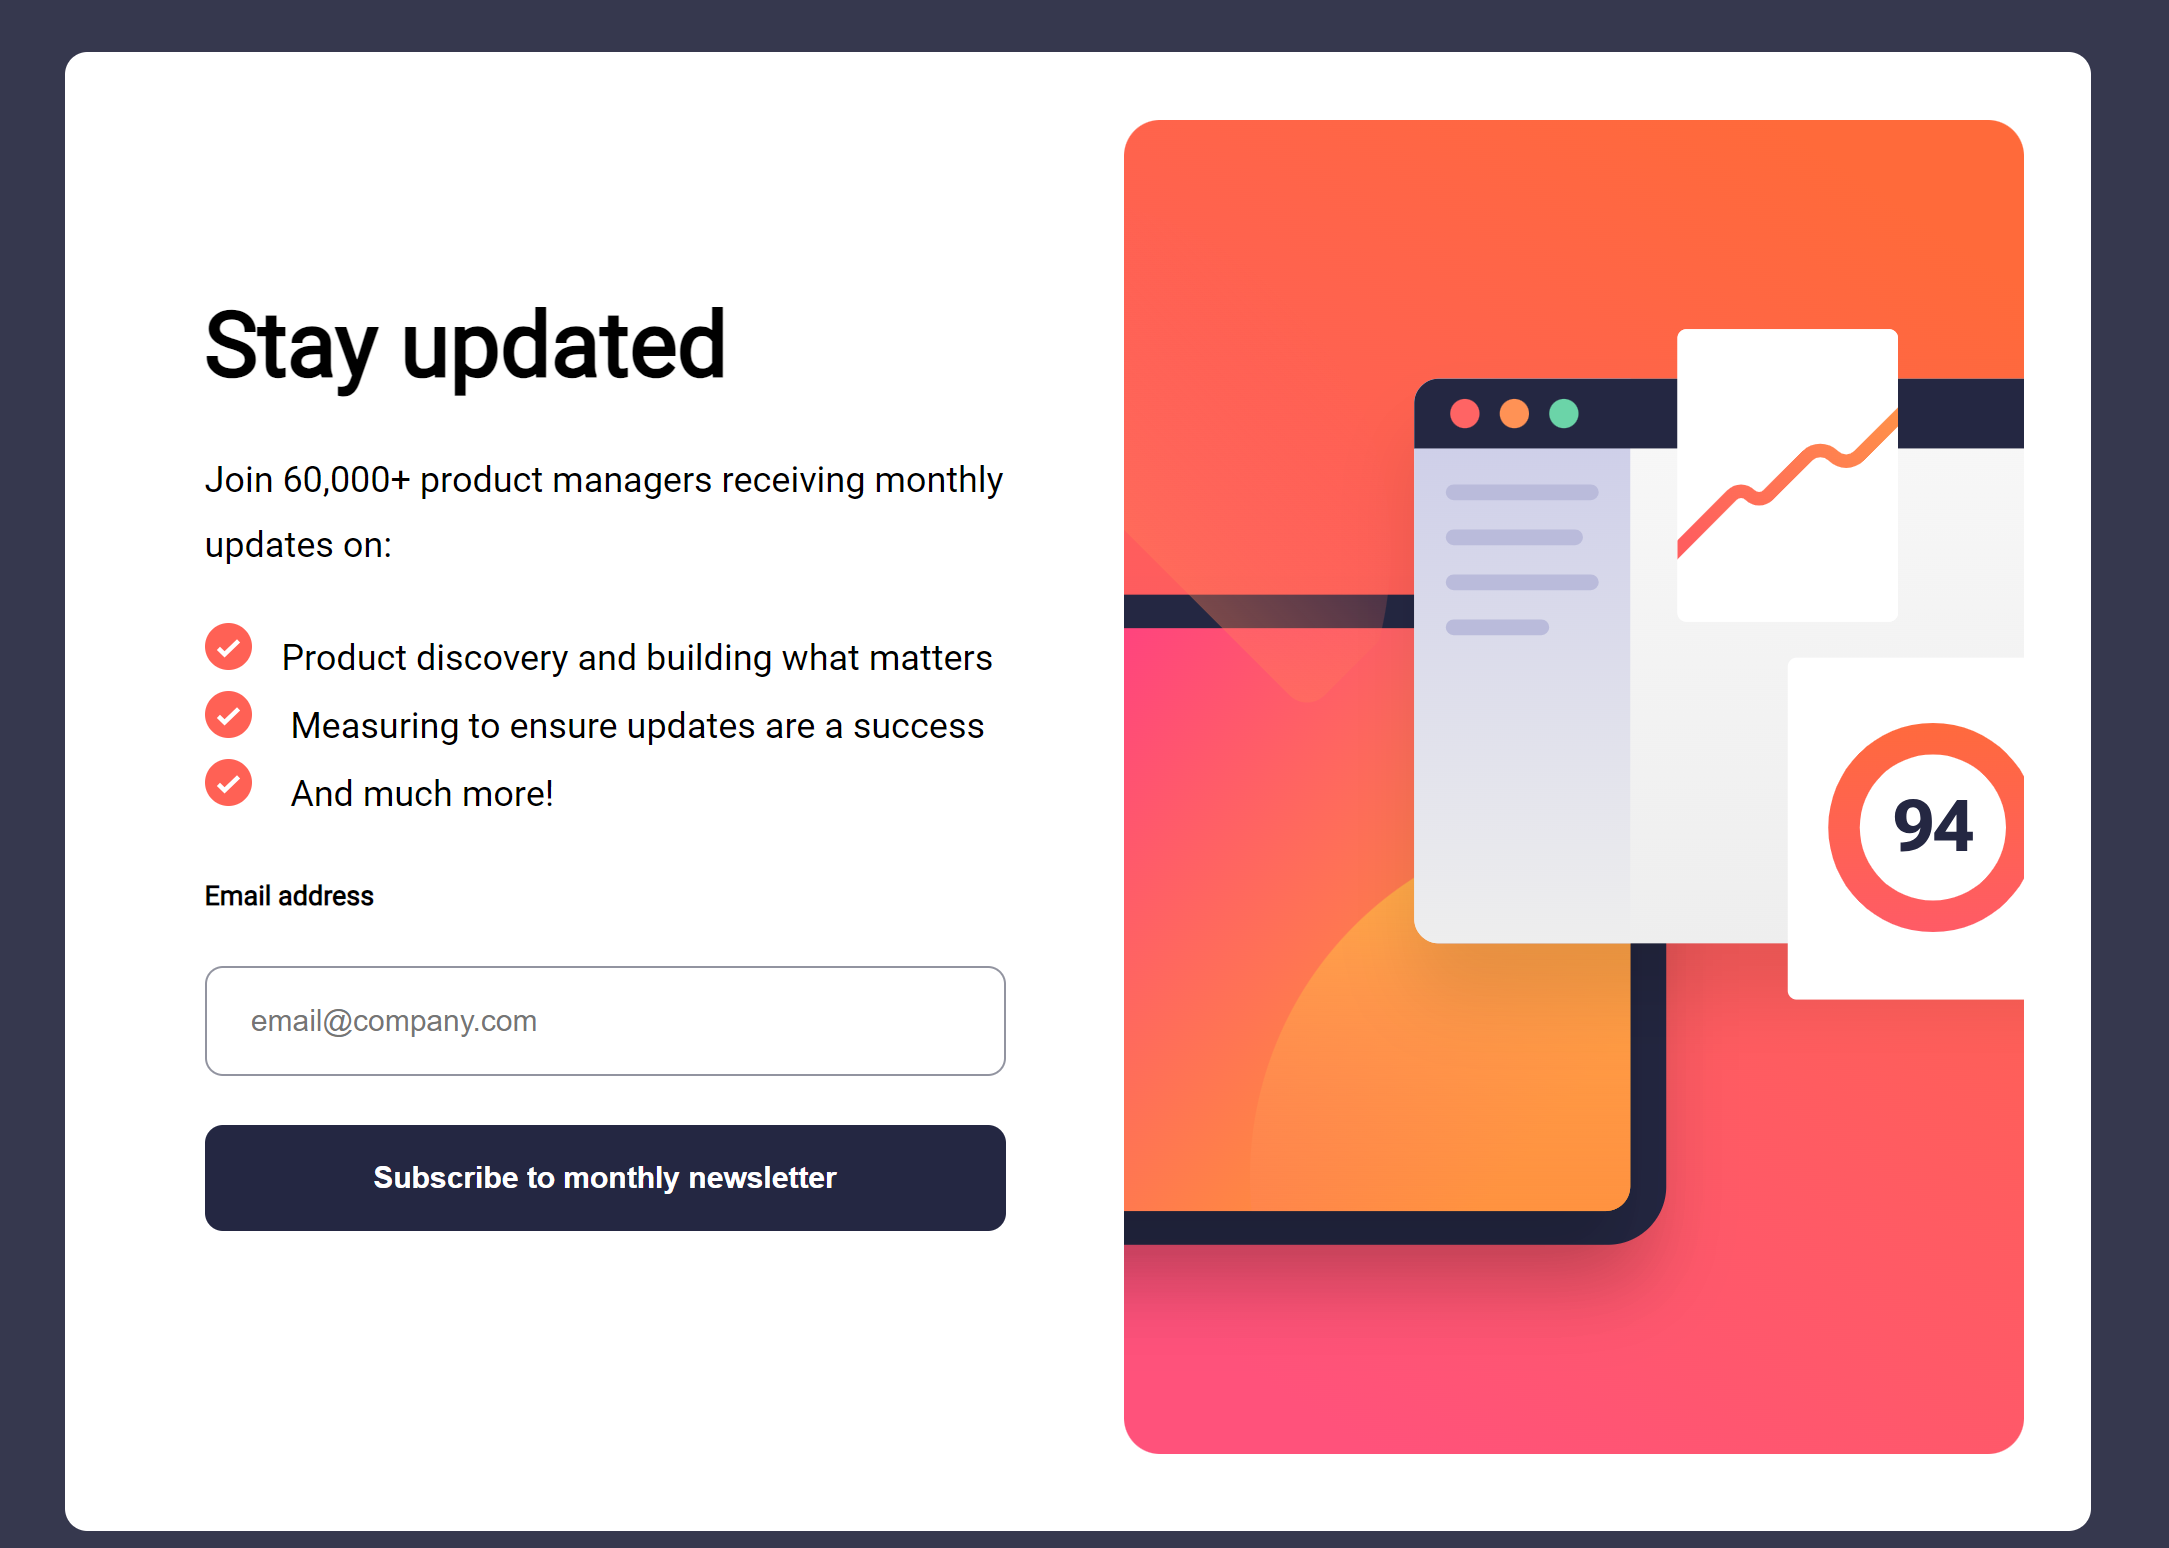 Stay updated
Join 60,000+ product managers receiving monthly
updates on:
Product discovery and building what matters
Measuring to ensure updates are a success
And much more!
Email address
email@company.com
Subscribe to monthly newsletter
94